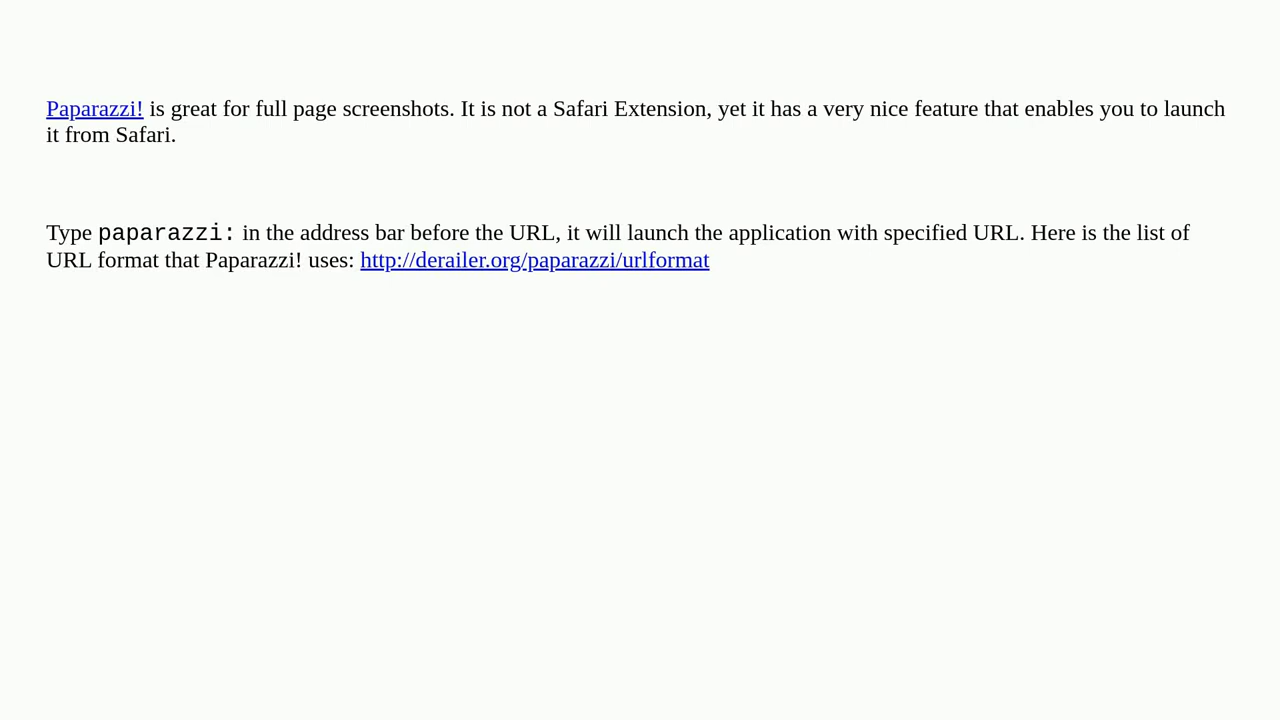 Paparazzi! is great for full page screenshots. It is not a Safari Extension, yet it has a very nice feature that enables you to launch
it from Safari.
Type paparazzi: in the address bar before the URL, it will launch the application with specified URL. Here is the list of
URL format that Paparazzi! uses: http://derailer.org/paparazzi/urlformat